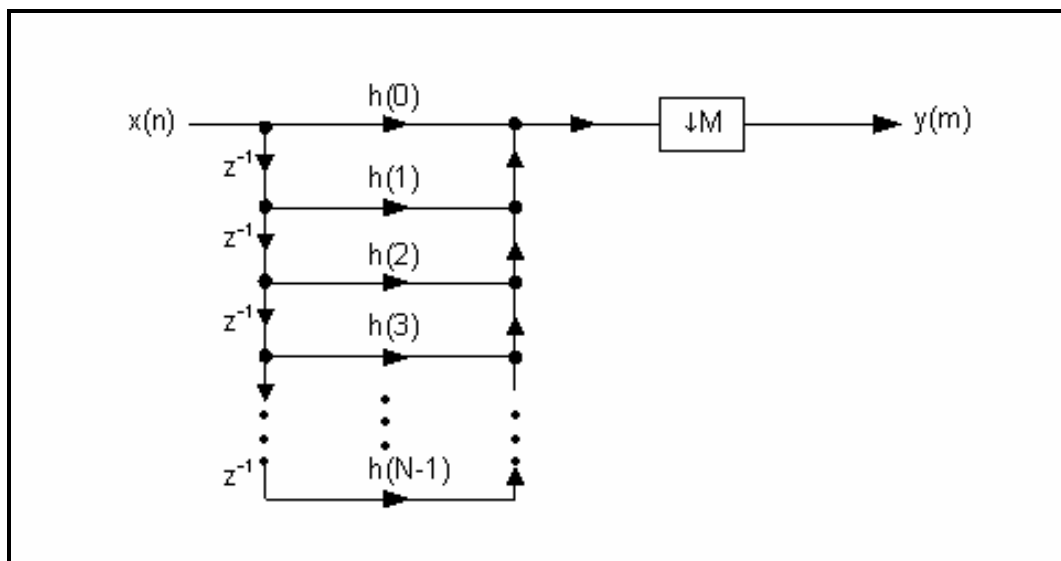 h(0)
x(n) ↓M y(m)
z⁻¹
h(1)
z⁻¹
h(2)
z⁻¹
h(3)
z⁻¹ h(N-1)